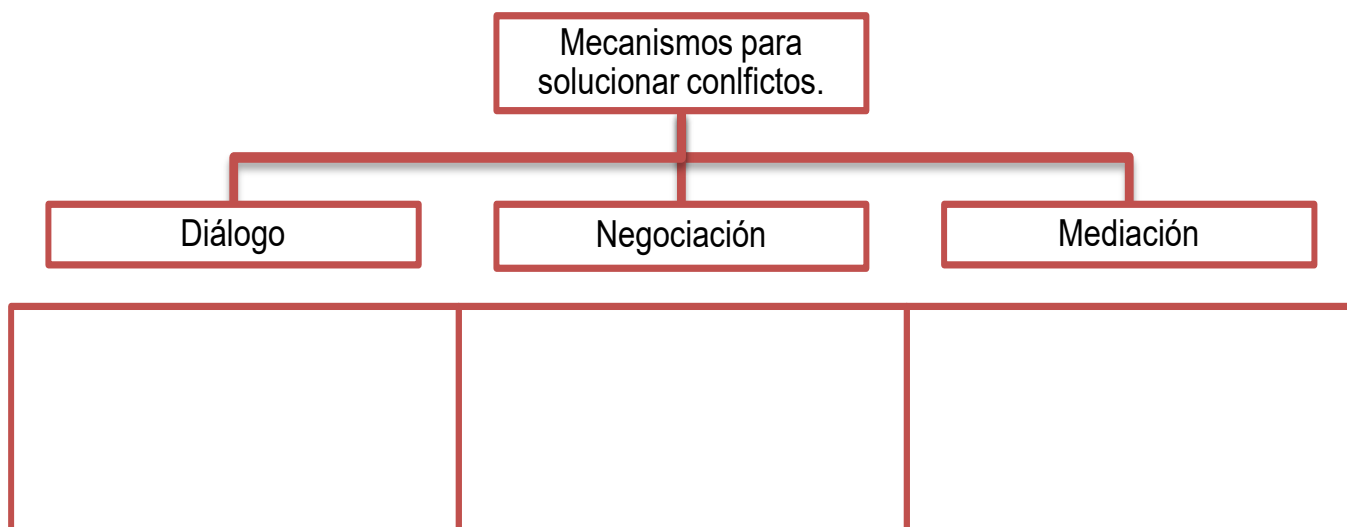 Mecanismos para
solucionar conlfictos.
Diálogo
Negociación
Mediación